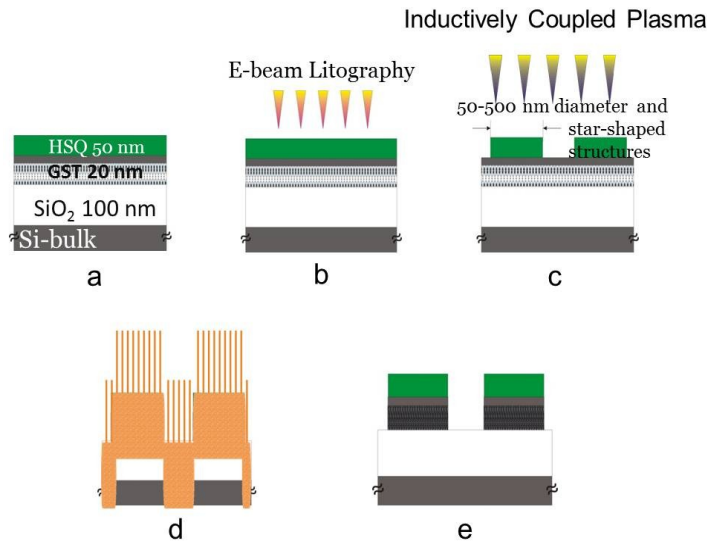 Inductively Coupled Plasma
E-beam Litography
50-500 nm diameter and
star-shaped
structures
HSQ 50 nm
GST 20 nm
SiO₂ 100 nm
Si-bulk
a
b
c
d
e